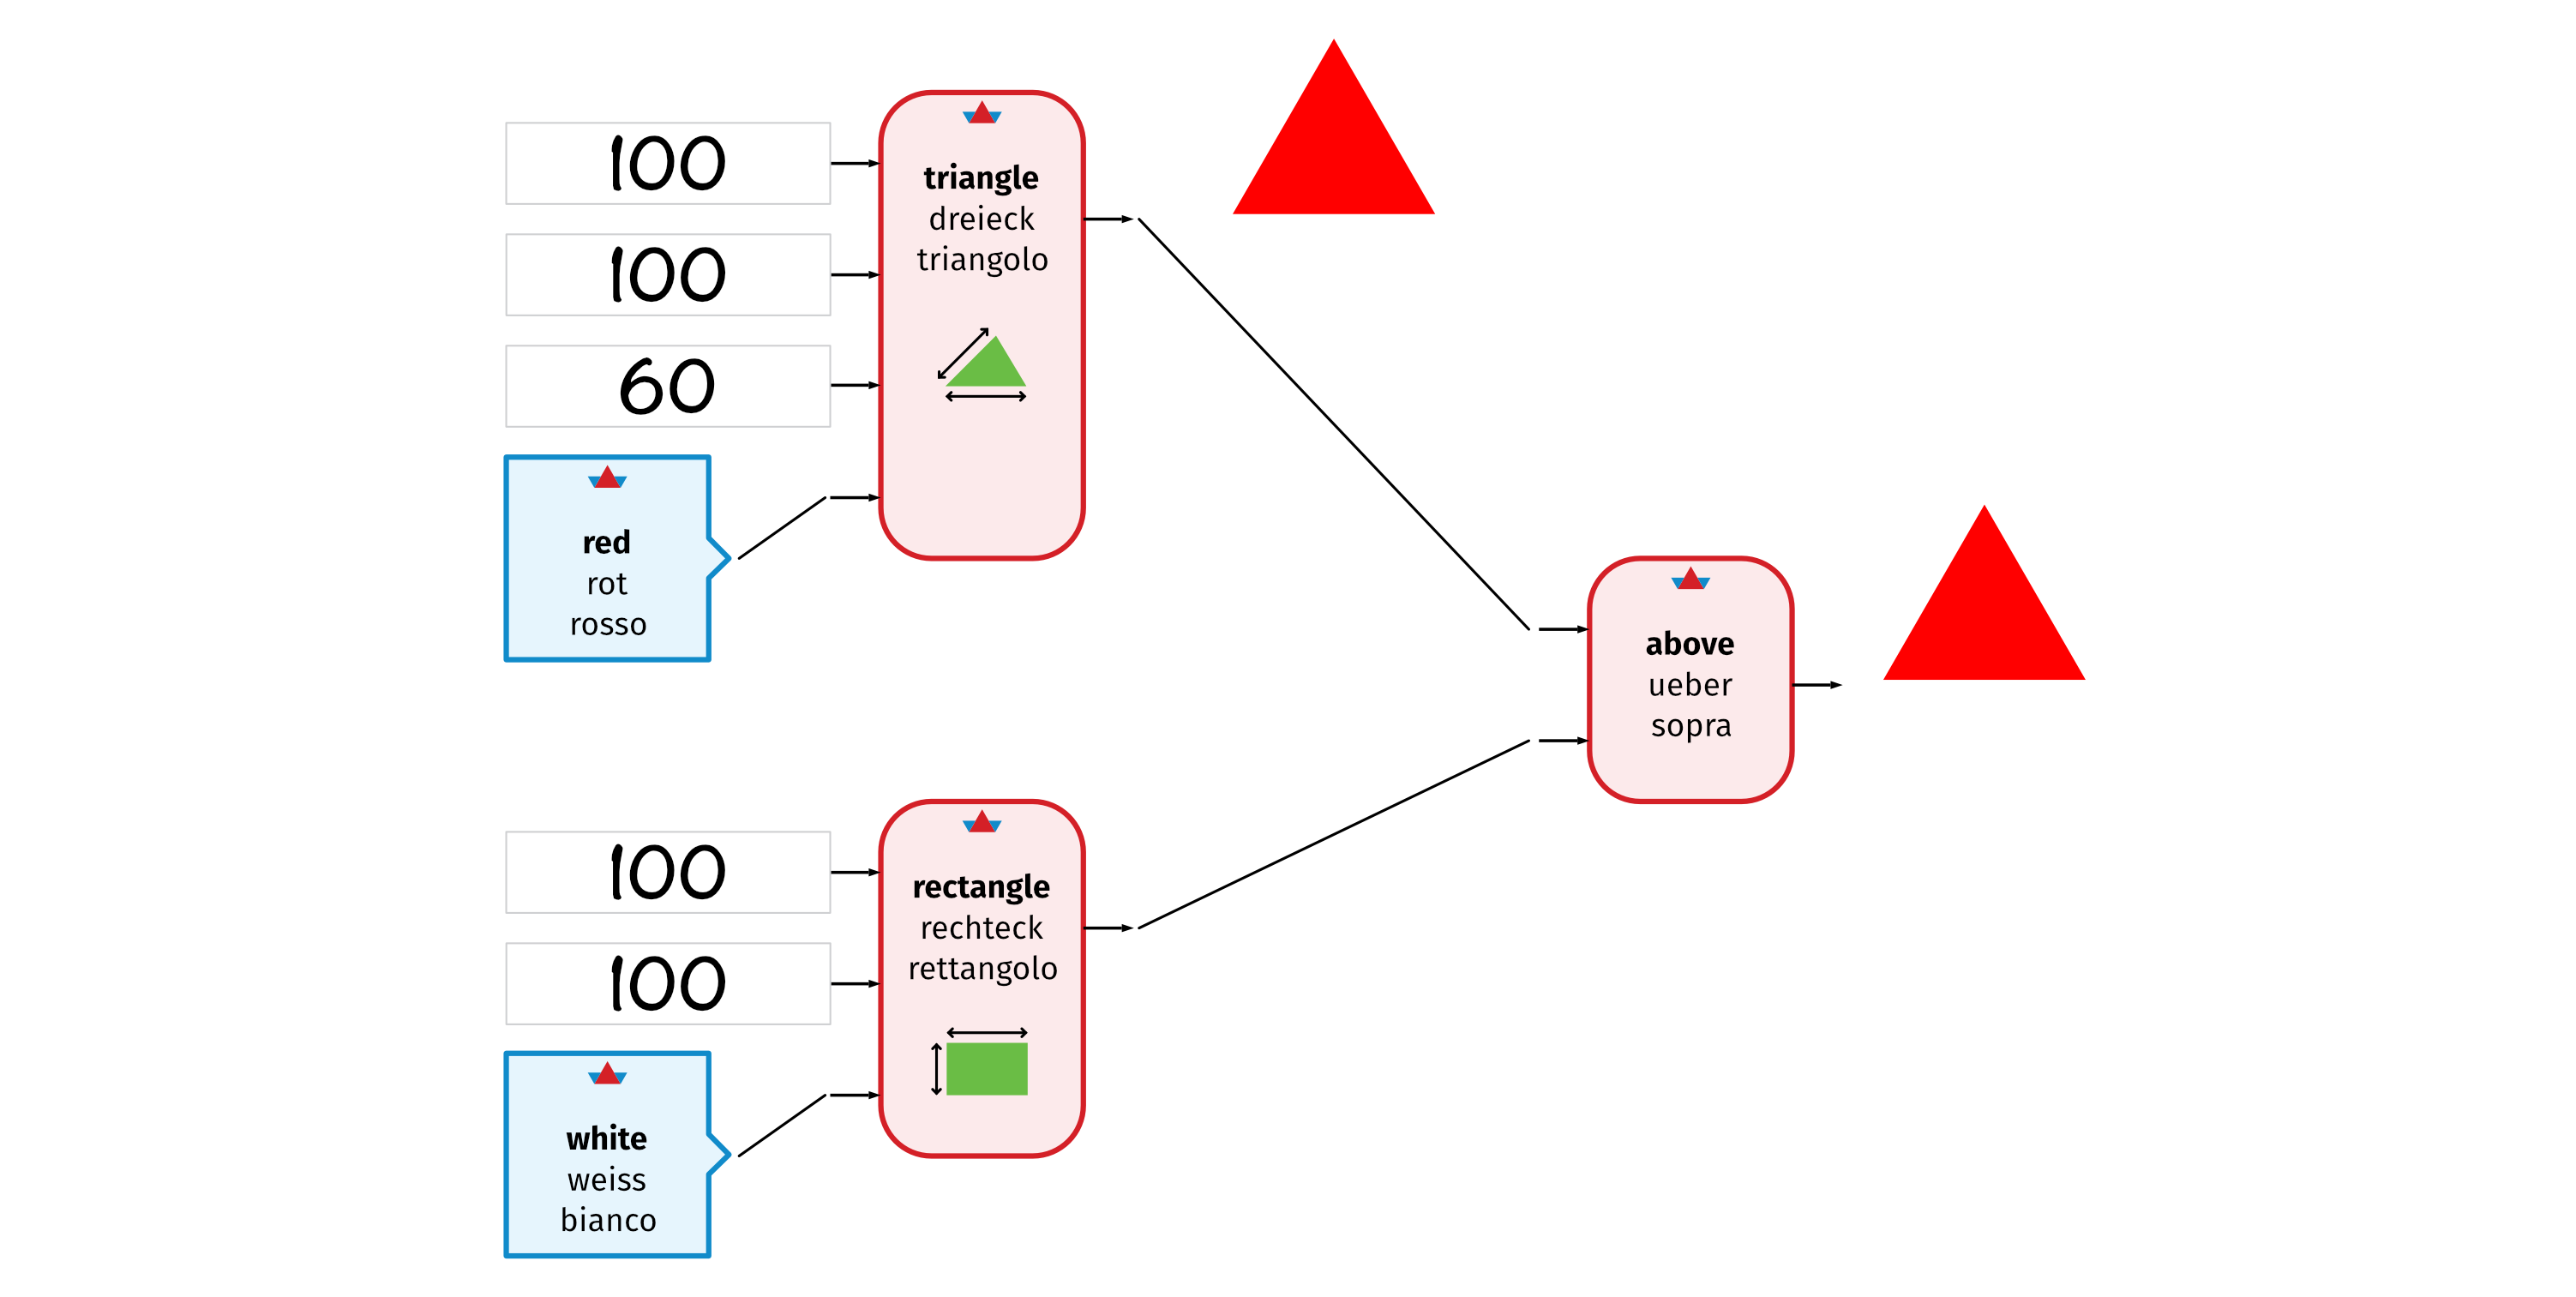 100
100
60
red
rot
rosso
triangle
dreieck
triangolo
100
100
white
weiss
bianco
rectangle
rechteck
rettangolo
above
ueber
sopra